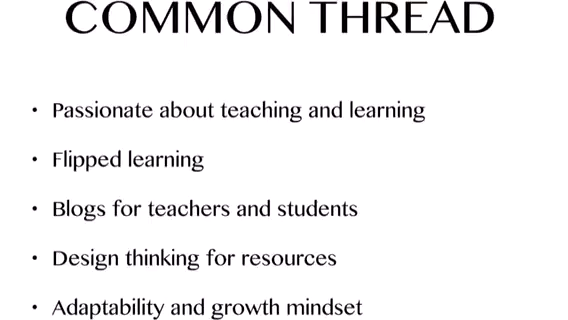 COMMON THREAD
• Passionate about teaching and learning
• Flipped learning
• Blogs for teachers and students
• Design thinking for resources
• Adaptability and growth mindset